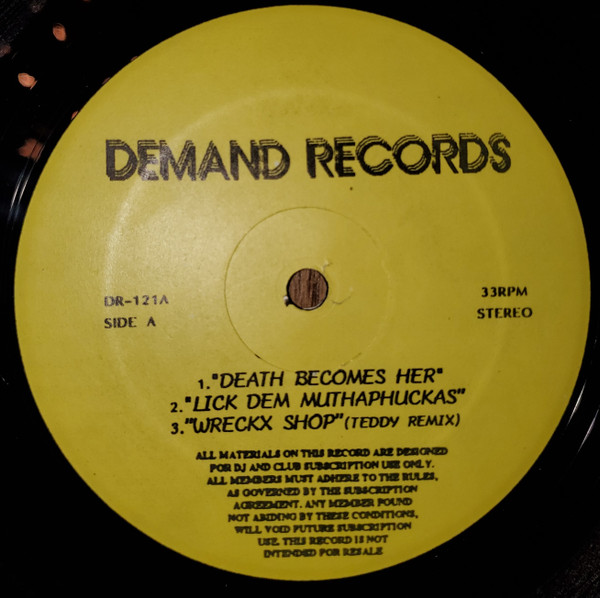 DEMAND RECORDS
DR-121A
SIDE A
33RPM
STEREO
1."DEATH BECOMES HER"
2."LICK DEM MUTHAPHUCKAS"
3."WRECKX SHOP"(TEDDY REMIX)
ALL MATERIALS ON THIS RECORD ARE DESIGNED
FOR DJ AND CLUB SUBSCRIPTION USE ONLY.
ALL MEMBERS MUST ADHERE TO THE RULES,
AS GOVERNED BY THE SUBSCRIPTION
AGREEMENT. ANY MEMBER FOUND
NOT ABIDING BY THESE CONDITIONS,
WILL VOID FUTURE SUBSCRIPTION
USE. THIS RECORD IS NOT
INTENDED FOR RESALE